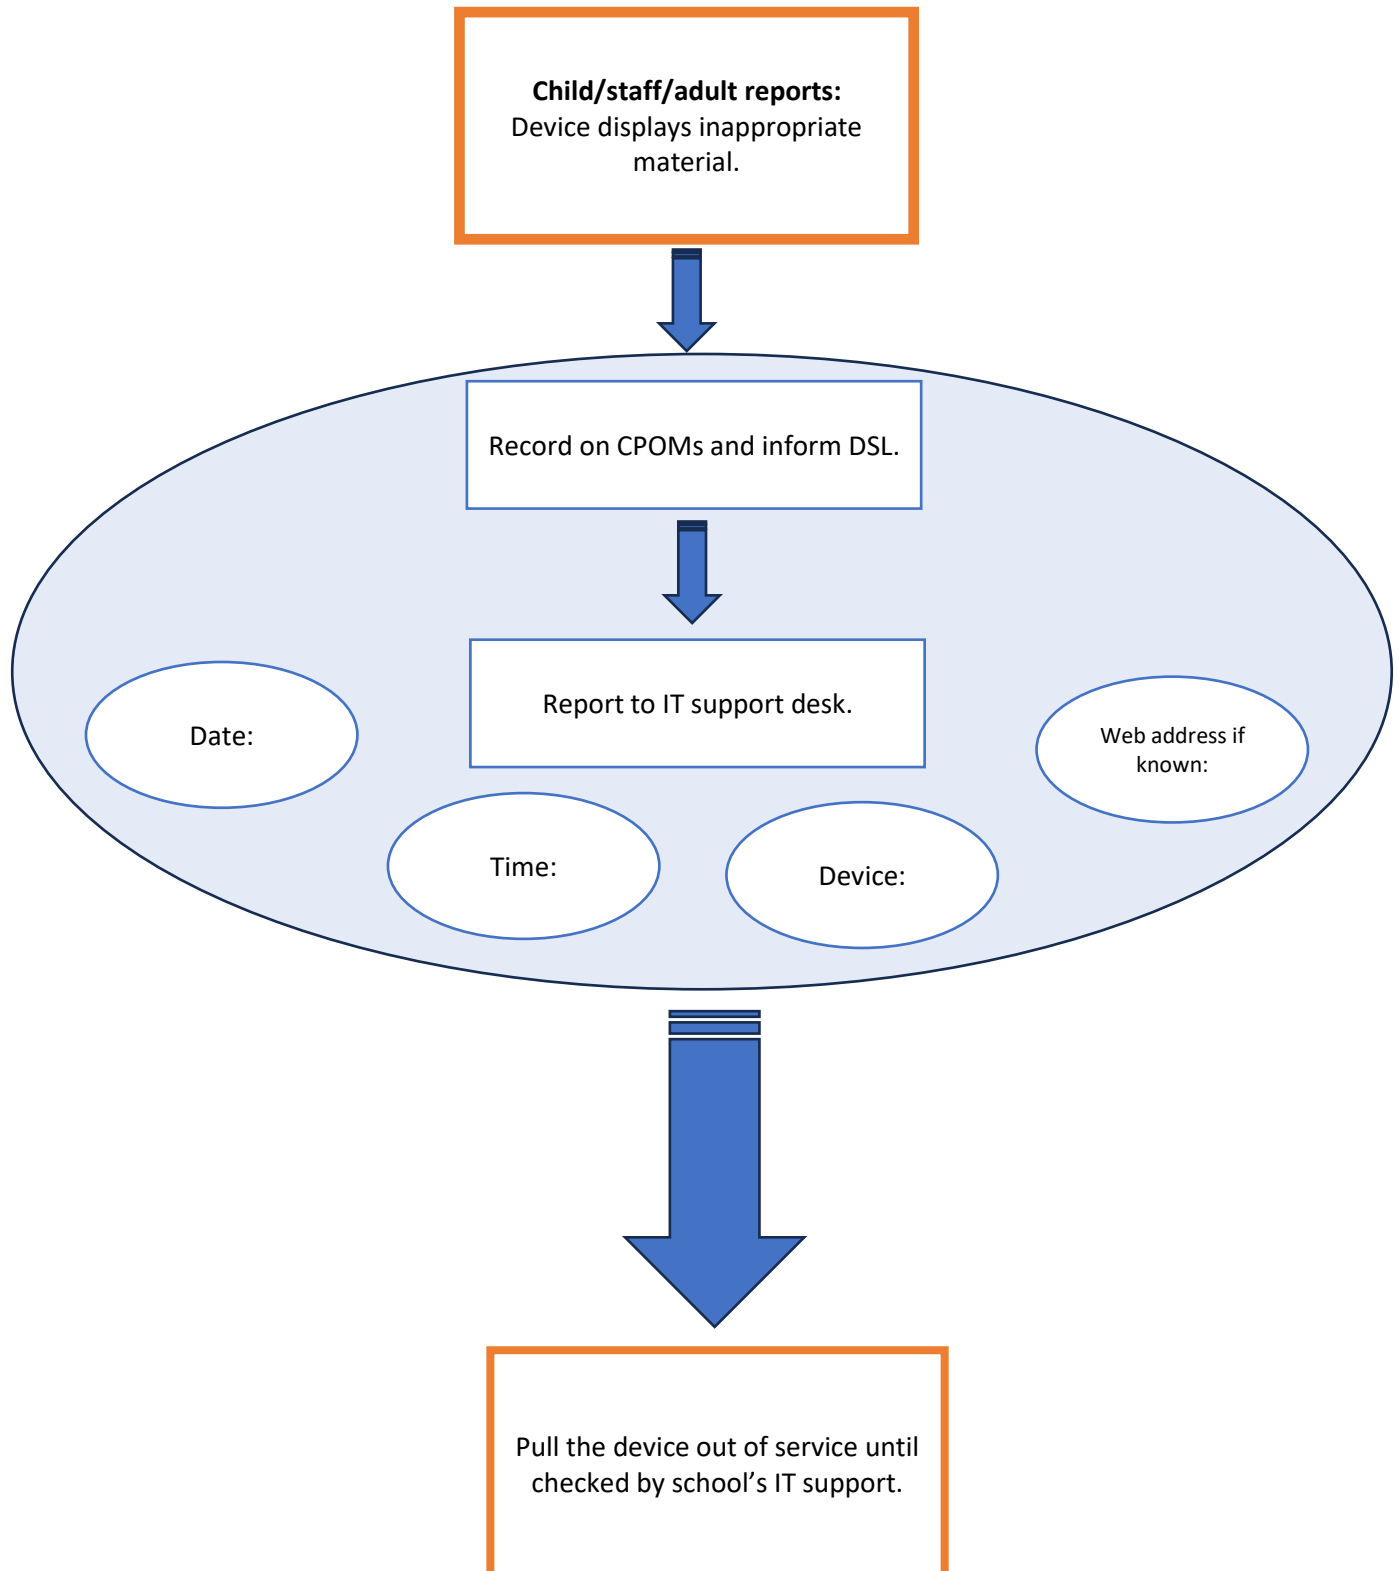 Child/staff/adult reports:
Device displays inappropriate
material.
Record on CPOMs and inform DSL.
Report to IT support desk.
Date:
Web address if
known:
Time:
Device:
Pull the device out of service until
checked by school’s IT support.